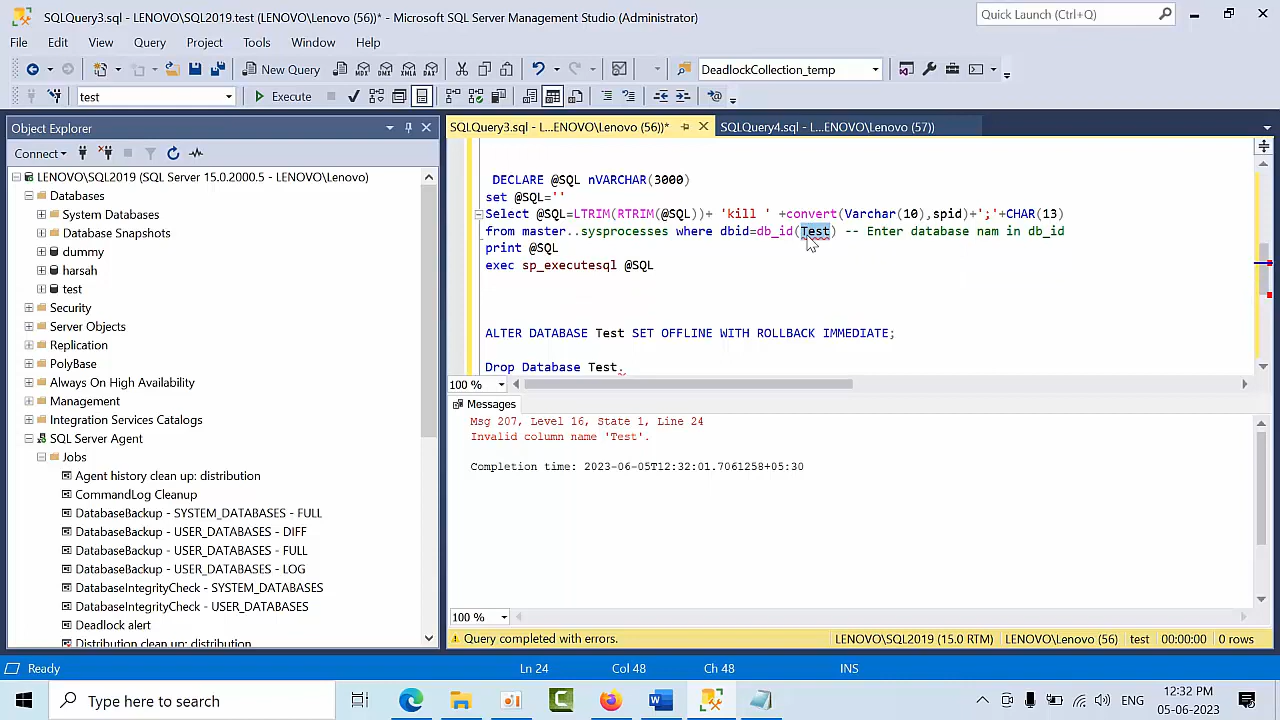 SQLQuery3.sql - LENOVO\SQL2019.test (LENOVO\Lenovo (56))* - Microsoft SQL Server Management Studio (Administrator)
Quick Launch (Ctrl+Q)
File Edit View Query Project Tools Window Help
New Query
MDX DMX XMLA DAX
DeadlockCollection_temp
test
Execute
Object Explorer
SQLQuery3.sql - L...ENOVO\Lenovo (56))*
SQLQuery4.sql - L...ENOVO\Lenovo (57))
Connect
LENOVO\SQL2019 (SQL Server 15.0.2000.5 - LENOVO\Lenovo)
Databases
System Databases
Database Snapshots
dummy
harsah
test
Security
Server Objects
Replication
PolyBase
Always On High Availability
Management
Integration Services Catalogs
SQL Server Agent
Jobs
Agent history clean up: distribution
CommandLog Cleanup
DatabaseBackup - SYSTEM_DATABASES - FULL
DatabaseBackup - USER_DATABASES - DIFF
DatabaseBackup - USER_DATABASES - FULL
DatabaseBackup - USER_DATABASES - LOG
DatabaseIntegrityCheck - SYSTEM_DATABASES
DatabaseIntegrityCheck - USER_DATABASES
Deadlock alert
Distribution clean up: distribution
DECLARE @SQL nVARCHAR(3000)
set @SQL=''
Select @SQL=LTRIM(RTRIM(@SQL))+ 'kill ' +convert(Varchar(10),spid)+';'+CHAR(13)
from master..sysprocesses where dbid=db_id(Test) -- Enter database nam in db_id
print @SQL
exec sp_executesql @SQL
ALTER DATABASE Test SET OFFLINE WITH ROLLBACK IMMEDIATE;
Drop Database Test.
100 %
Messages
Msg 207, Level 16, State 1, Line 24
Invalid column name 'Test'.
Completion time: 2023-06-05T12:32:01.7061258+05:30
100 %
Query completed with errors.
LENOVO\SQL2019 (15.0 RTM)
LENOVO\Lenovo (56)
test
00:00:00
0 rows
Ready
Ln 24
Col 48
Ch 48
INS
Type here to search
ENG
12:32 PM
05-06-2023